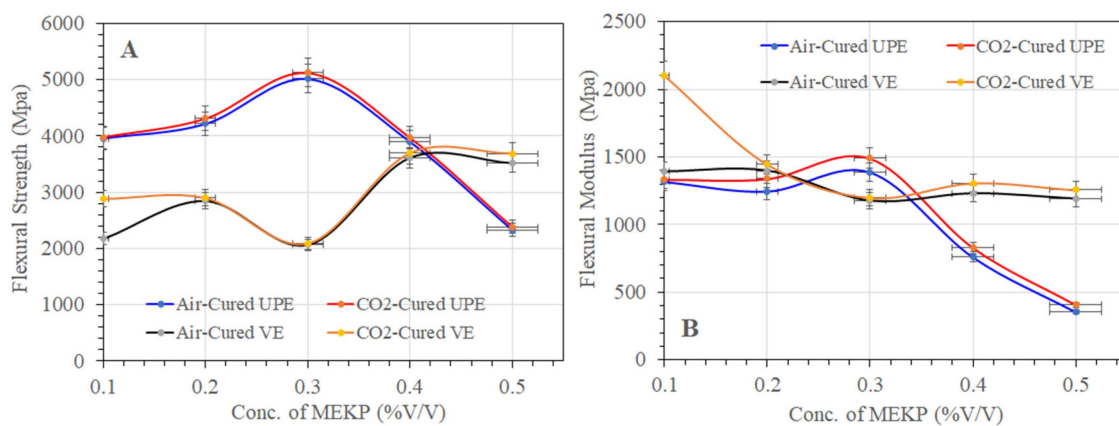 A
Flexural Strength (Mpa)
6000
5000
4000
3000
2000
1000
0
Air-Cured UPE
CO2-Cured UPE
Air-Cured VE
CO2-Cured VE
0.1 0.2 0.3 0.4 0.5
Conc. of MEKP (%V/V)
B
Flexural Modulus (Mpa)
2500
2000
1500
1000
500
0
Air-Cured UPE
CO2-Cured UPE
Air-Cured VE
CO2-Cured VE
0.1 0.2 0.3 0.4 0.5
Conc. of MEKP (%V/V)